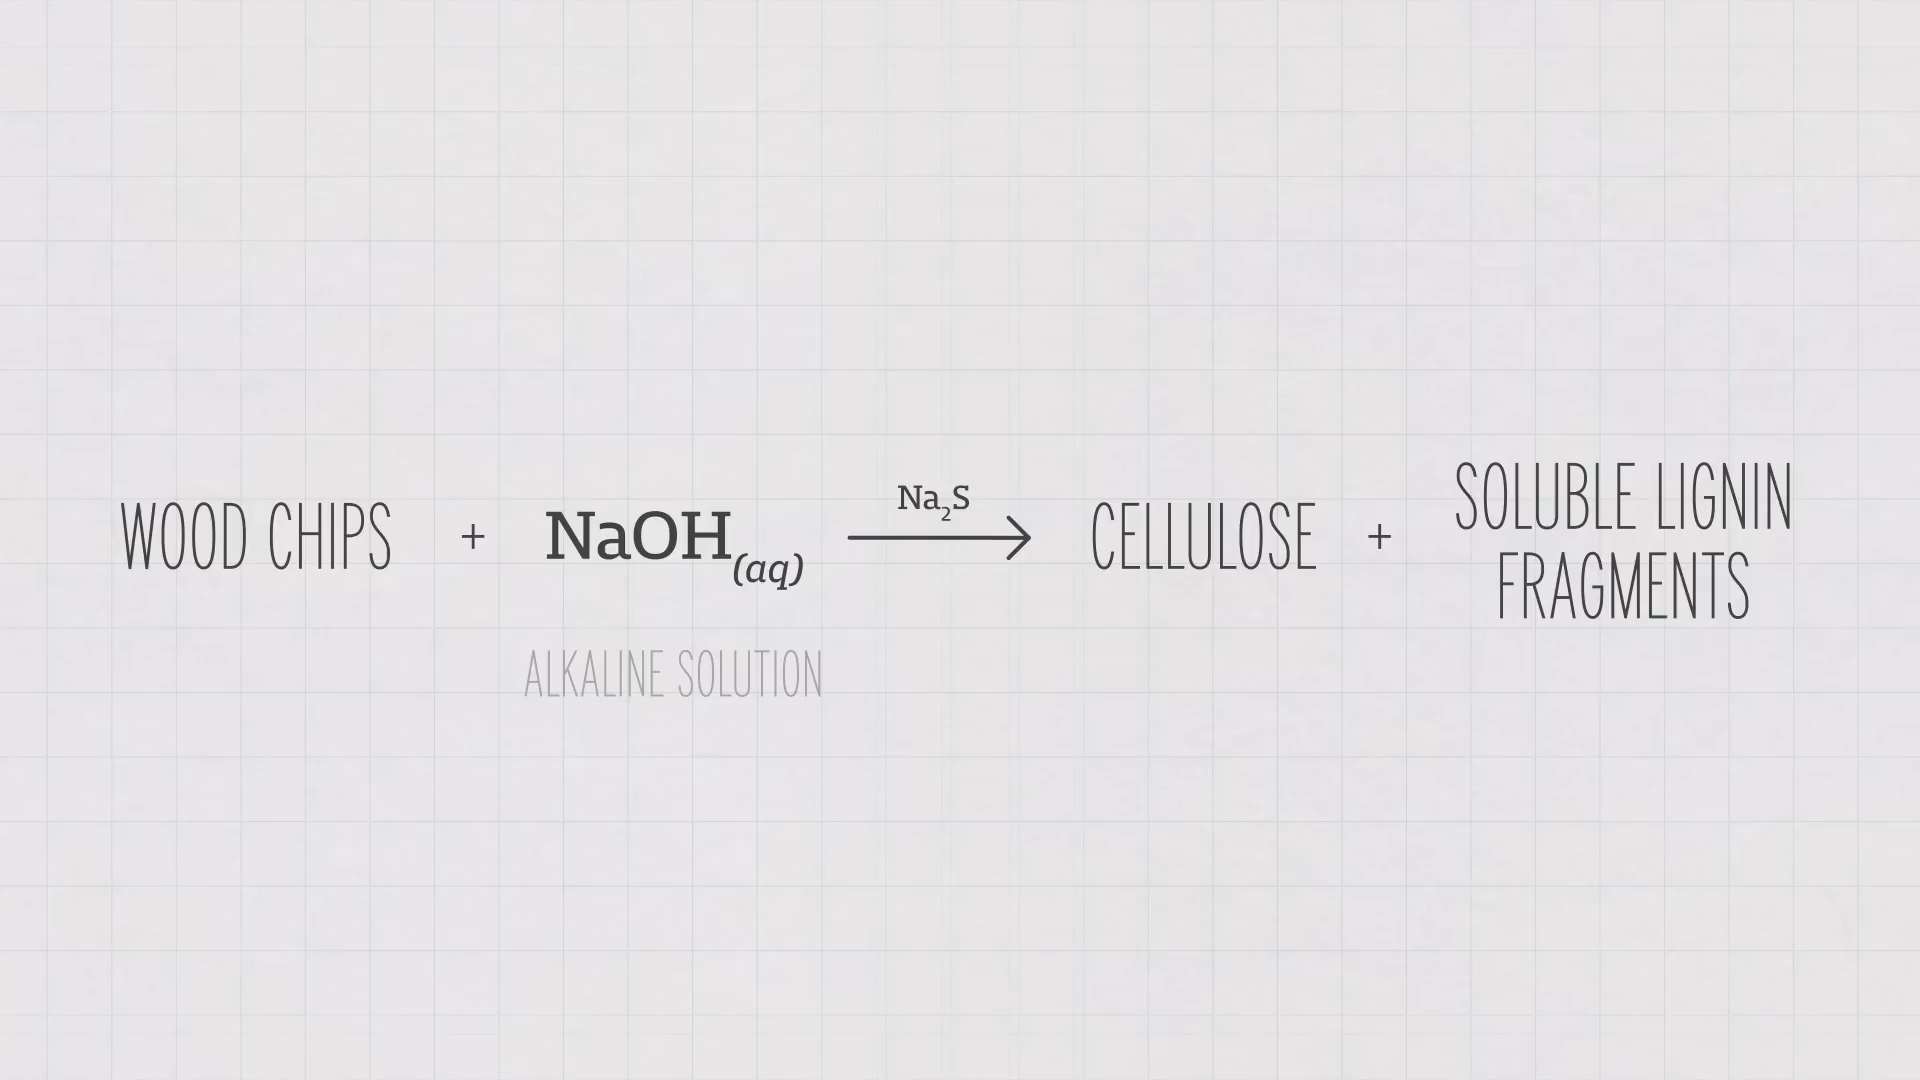 WOOD CHIPS + NaOH(aq) Na₂S → CELLULOSE + SOLUBLE LIGNIN
FRAGMENTS
ALKALINE SOLUTION